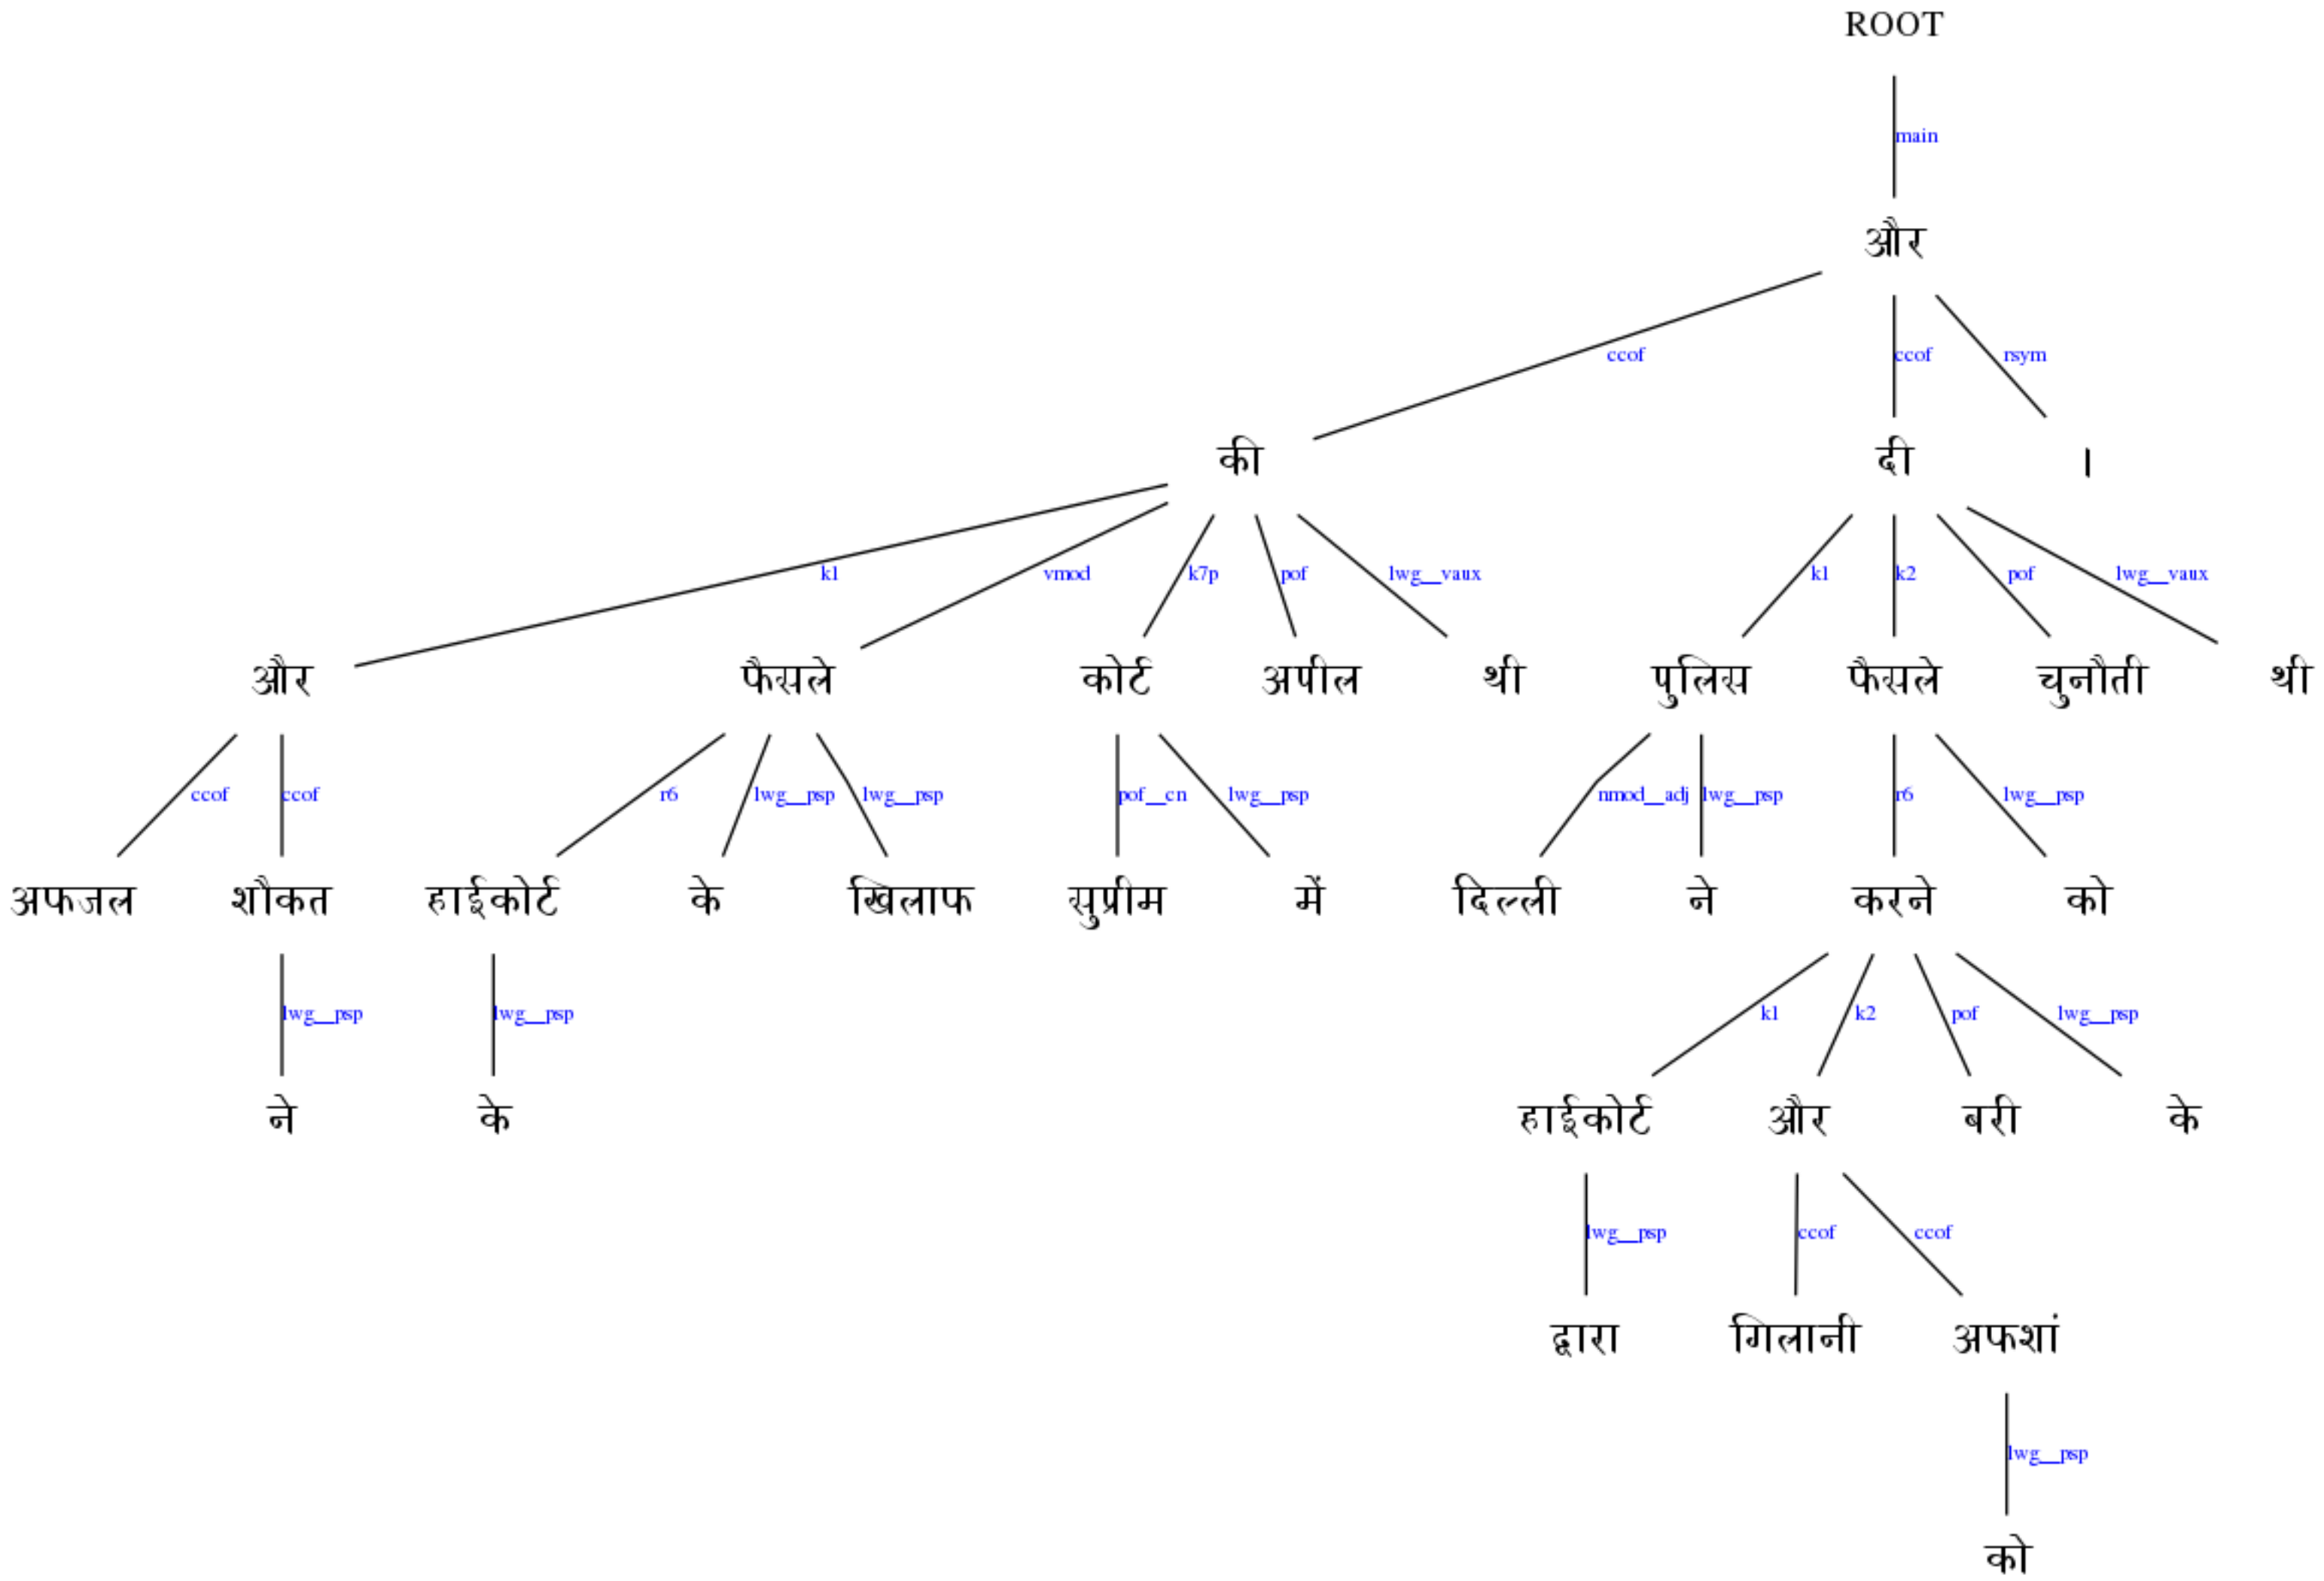 ROOT
main
और
ccof ccof rsym
की दी ।
k1 vmod k7p pof lwg__vaux k1 k2 pof lwg__vaux
और फैसले कोर्ट अपील थी पुलिस फैसले चुनौती थी
ccof ccof r6 lwg__psp lwg__psp pof__cn lwg__psp nmod__adj lwg__psp r6 lwg__psp
अफजल शौकत हाईकोर्ट के खिलाफ सुप्रीम में दिल्ली ने करने को
lwg__psp lwg__psp k1 k2 pof lwg__psp
ने के हाईकोर्ट और बरी के
lwg__psp ccof ccof
द्वारा गिलानी अफशां
lwg__psp
को